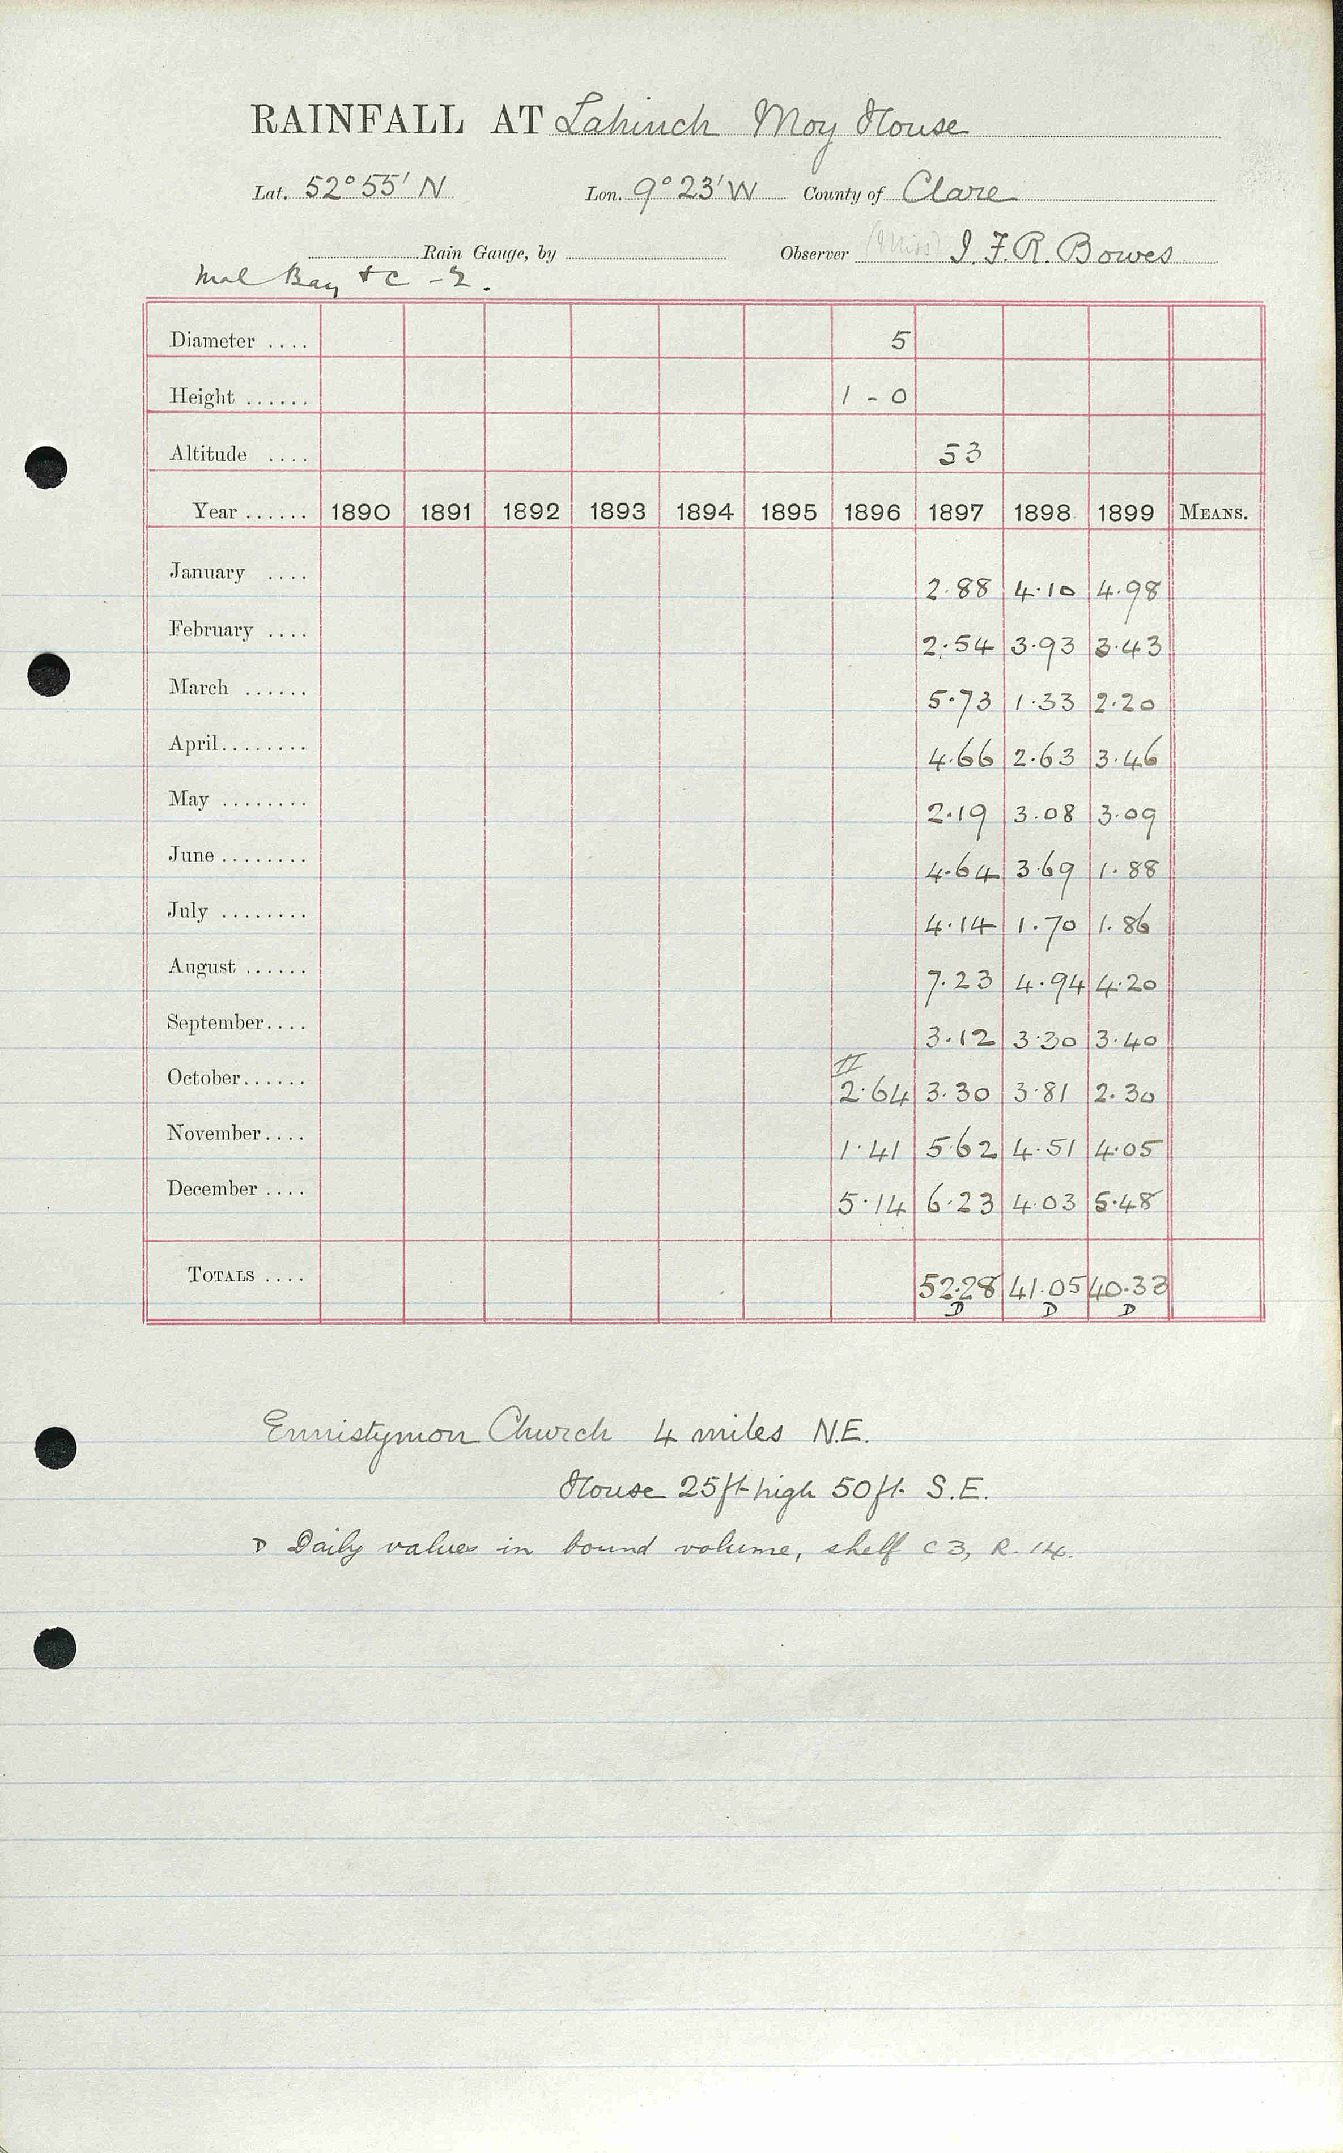 RAINFALL AT Lahinch Moy House
Lat. 52° 55' N Lon. 9° 23' W County of Clare
Rain Gauge, by Observer (Miss) I. F. R. Bowes
Mal Bay & C - 2.
Diameter .... 5
Height ...... 1 - 0
Altitude .... 53
Year ...... 1890 1891 1892 1893 1894 1895 1896 1897 1898 1899 MEANS.
January .... 2.88 4.10 4.98
February .... 2.54 3.93 3.43
March ...... 5.73 1.33 2.20
April........ 4.66 2.63 3.46
May ........ 2.19 3.08 3.09
June ........ 4.64 3.69 1.88
July ........ 4.14 1.70 1.86
August ...... 7.23 4.94 4.20
September.... 3.12 3.30 3.40
II
October...... 2.64 3.30 3.81 2.30
November.... 1.41 5.62 4.51 4.05
December .... 5.14 6.23 4.03 5.48
TOTALS .... 52.28 41.05 40.33
D D D
Ennistymon Church 4 miles N.E.
House 25ft high 50ft. S.E.
D Daily values in bound volume, shelf C3, R. 14.